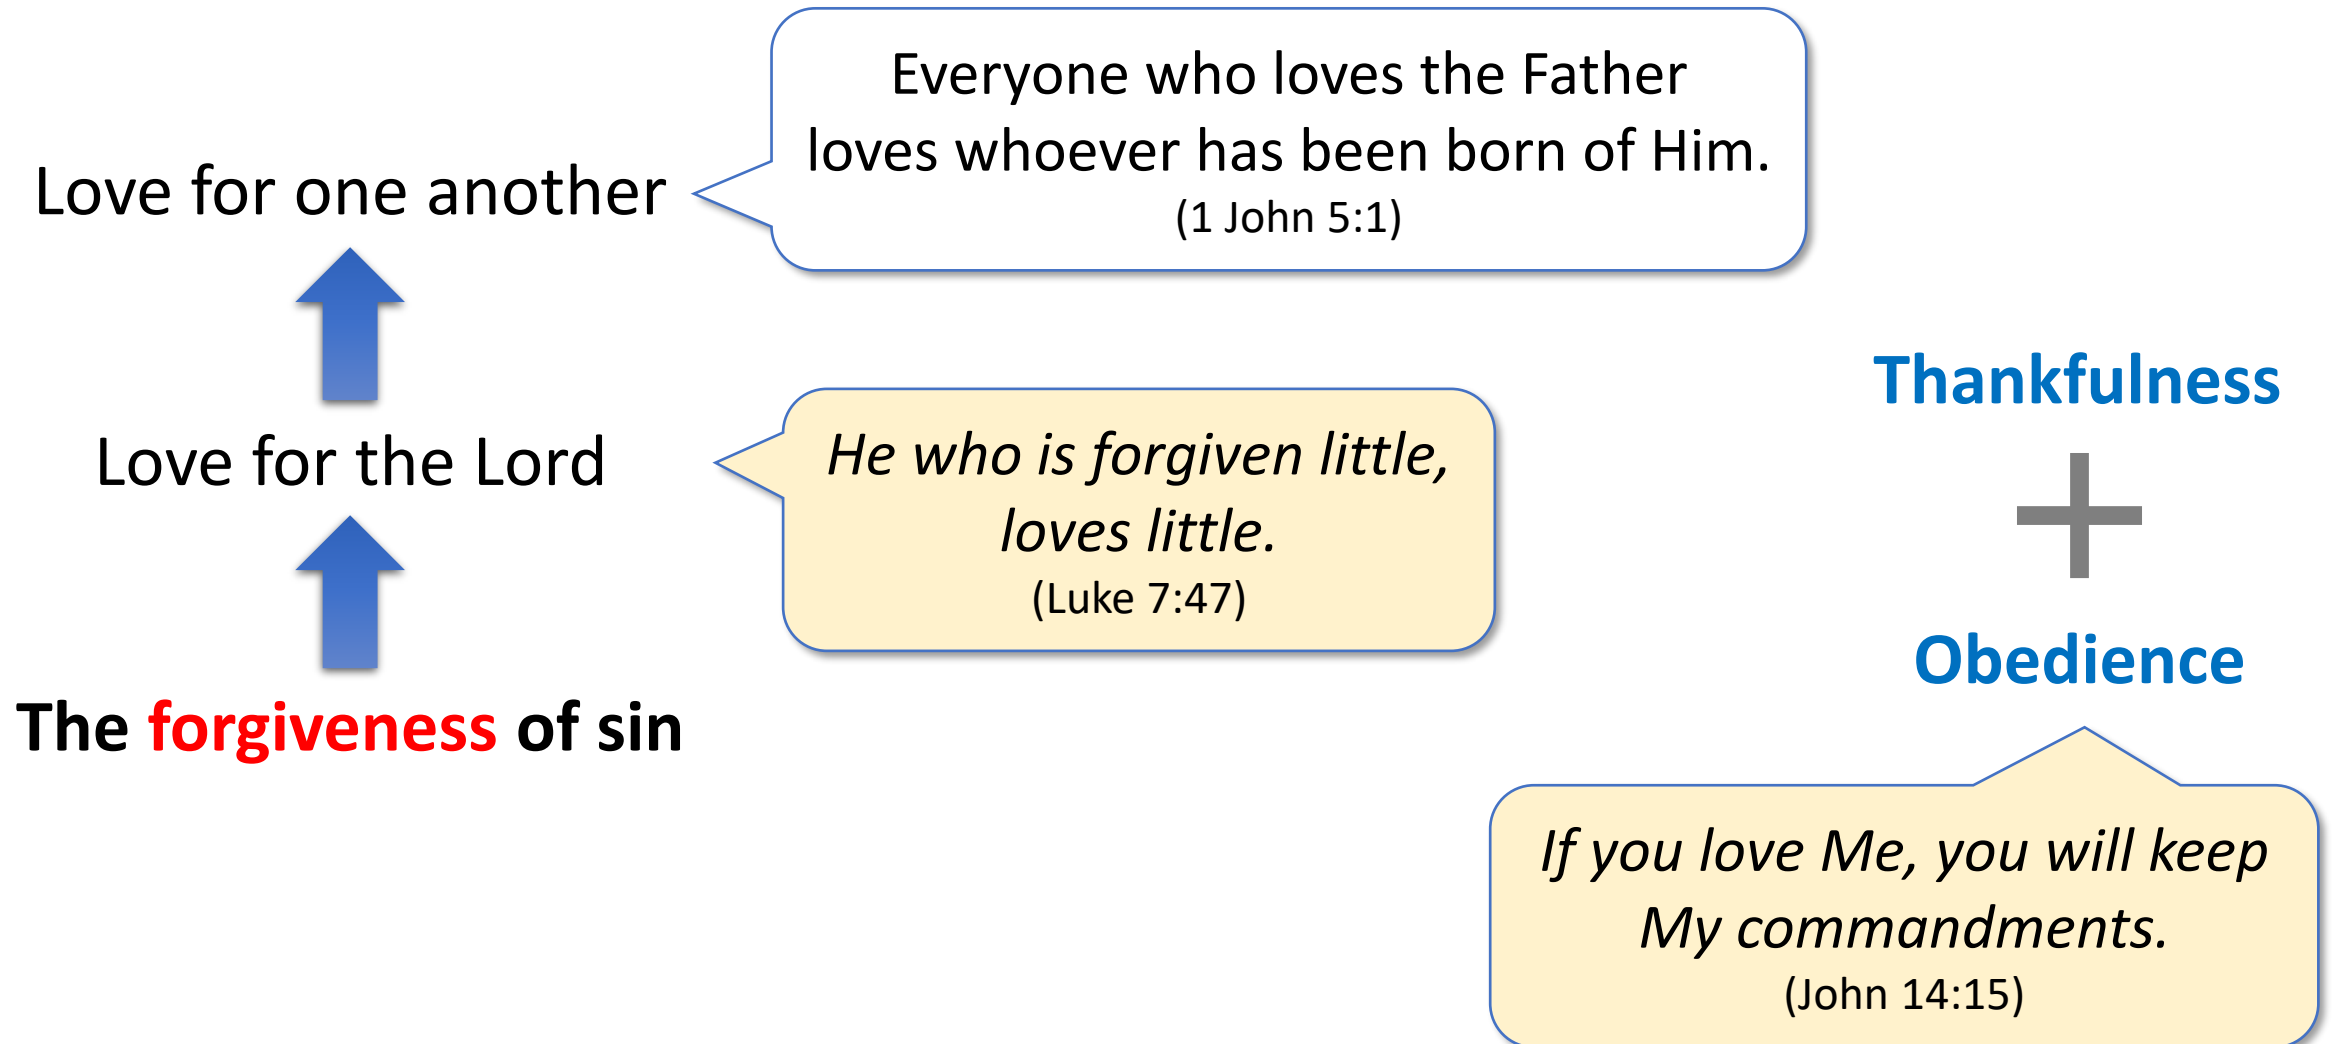 Everyone who loves the Father
loves whoever has been born of Him.
(1 John 5:1)
Love for one another
Thankfulness
Love for the Lord
He who is forgiven little,
loves little.
(Luke 7:47)
Obedience
The forgiveness of sin
If you love Me, you will keep
My commandments.
(John 14:15)